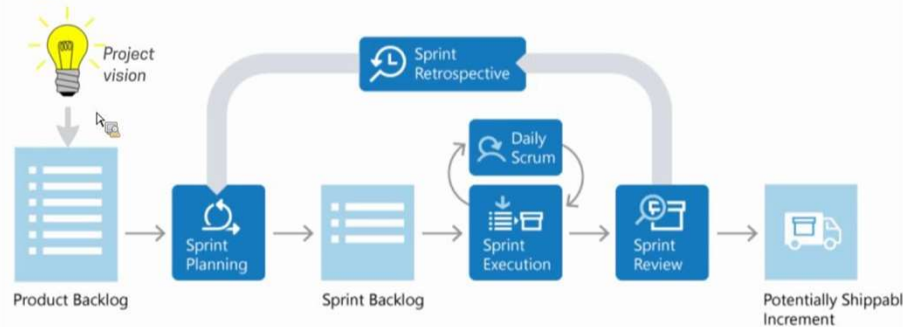 Project
vision
Sprint
Retrospective
Daily
Scrum
Sprint
Planning
Sprint
Execution
Sprint
Review
Product Backlog
Sprint Backlog
Potentially Shippabl
Increment